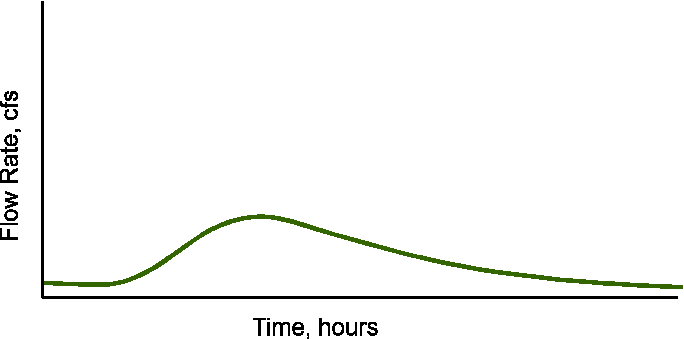 Flow Rate, cfs
Time, hours